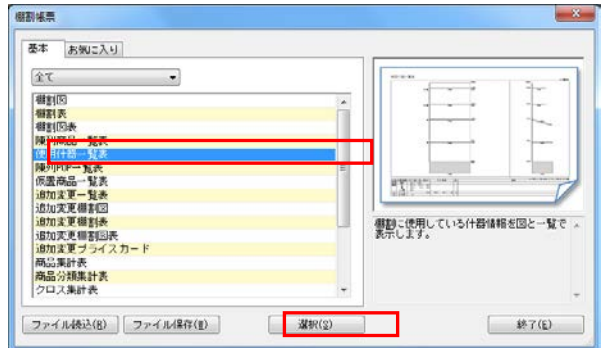 棚割帳票
基本 お気に入り
全て
棚割図
棚割表
棚割図表
陳列商品一覧表
使用什器一覧表
陳列POP一覧表
仮置商品一覧表
追加変更一覧表
追加変更棚割図
追加変更棚割表
追加変更棚割図表
追加変更プライスカード
商品集計表
商品分類集計表
クロス集計表
棚割に使用している什器情報を図と一覧で
表示します。
ファイル読込(R) ファイル保存(W) 選択(S) 終了(E)